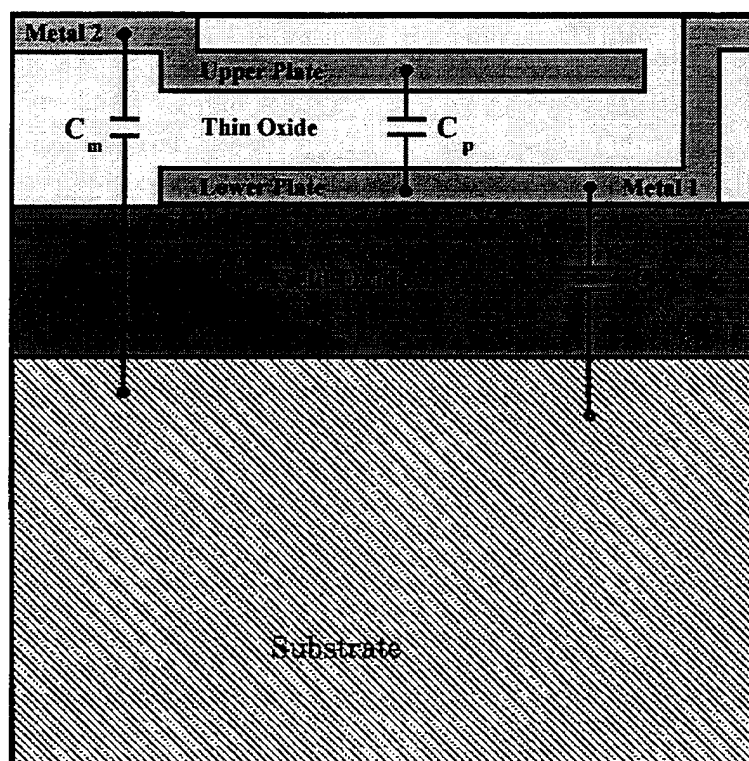 Metal 2
Upper Plate
Cm
Thin Oxide
Cp
Lower Plate
Metal 1
Substrate